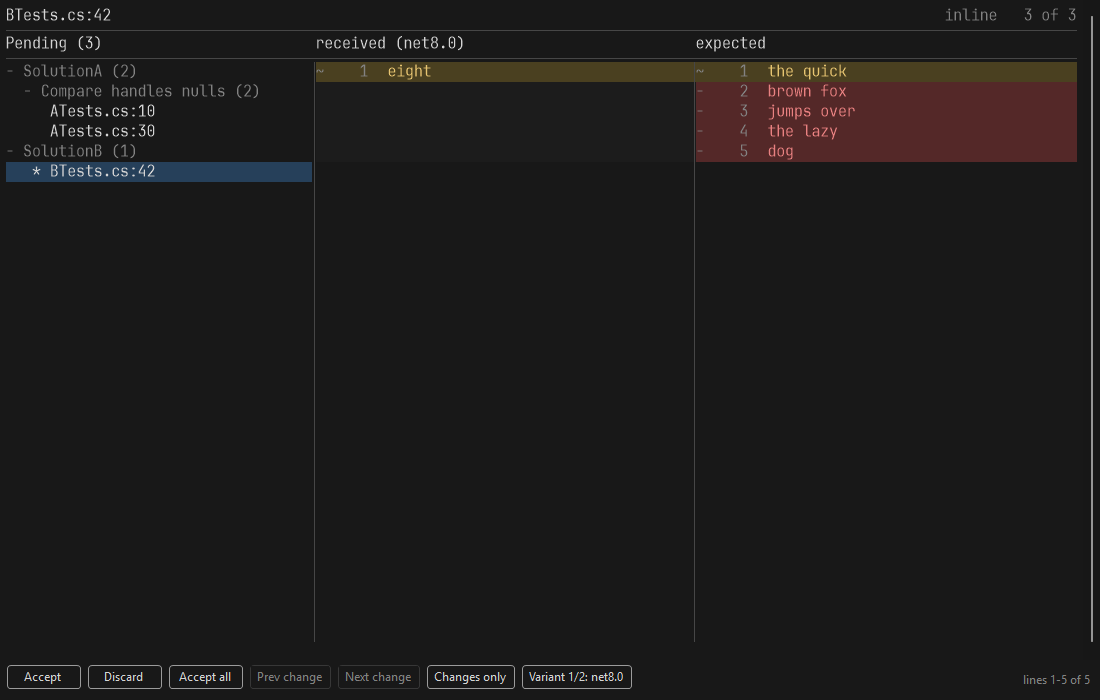 BTests.cs:42 inline 3 of 3
Pending (3) received (net8.0) expected
- SolutionA (2) ~ 1 eight ~ 1 the quick
- Compare handles nulls (2) - 2 brown fox
ATests.cs:10 - 3 jumps over
ATests.cs:30 - 4 the lazy
- SolutionB (1) - 5 dog
* BTests.cs:42
Accept Discard Accept all Prev change Next change Changes only Variant 1/2: net8.0 lines 1-5 of 5